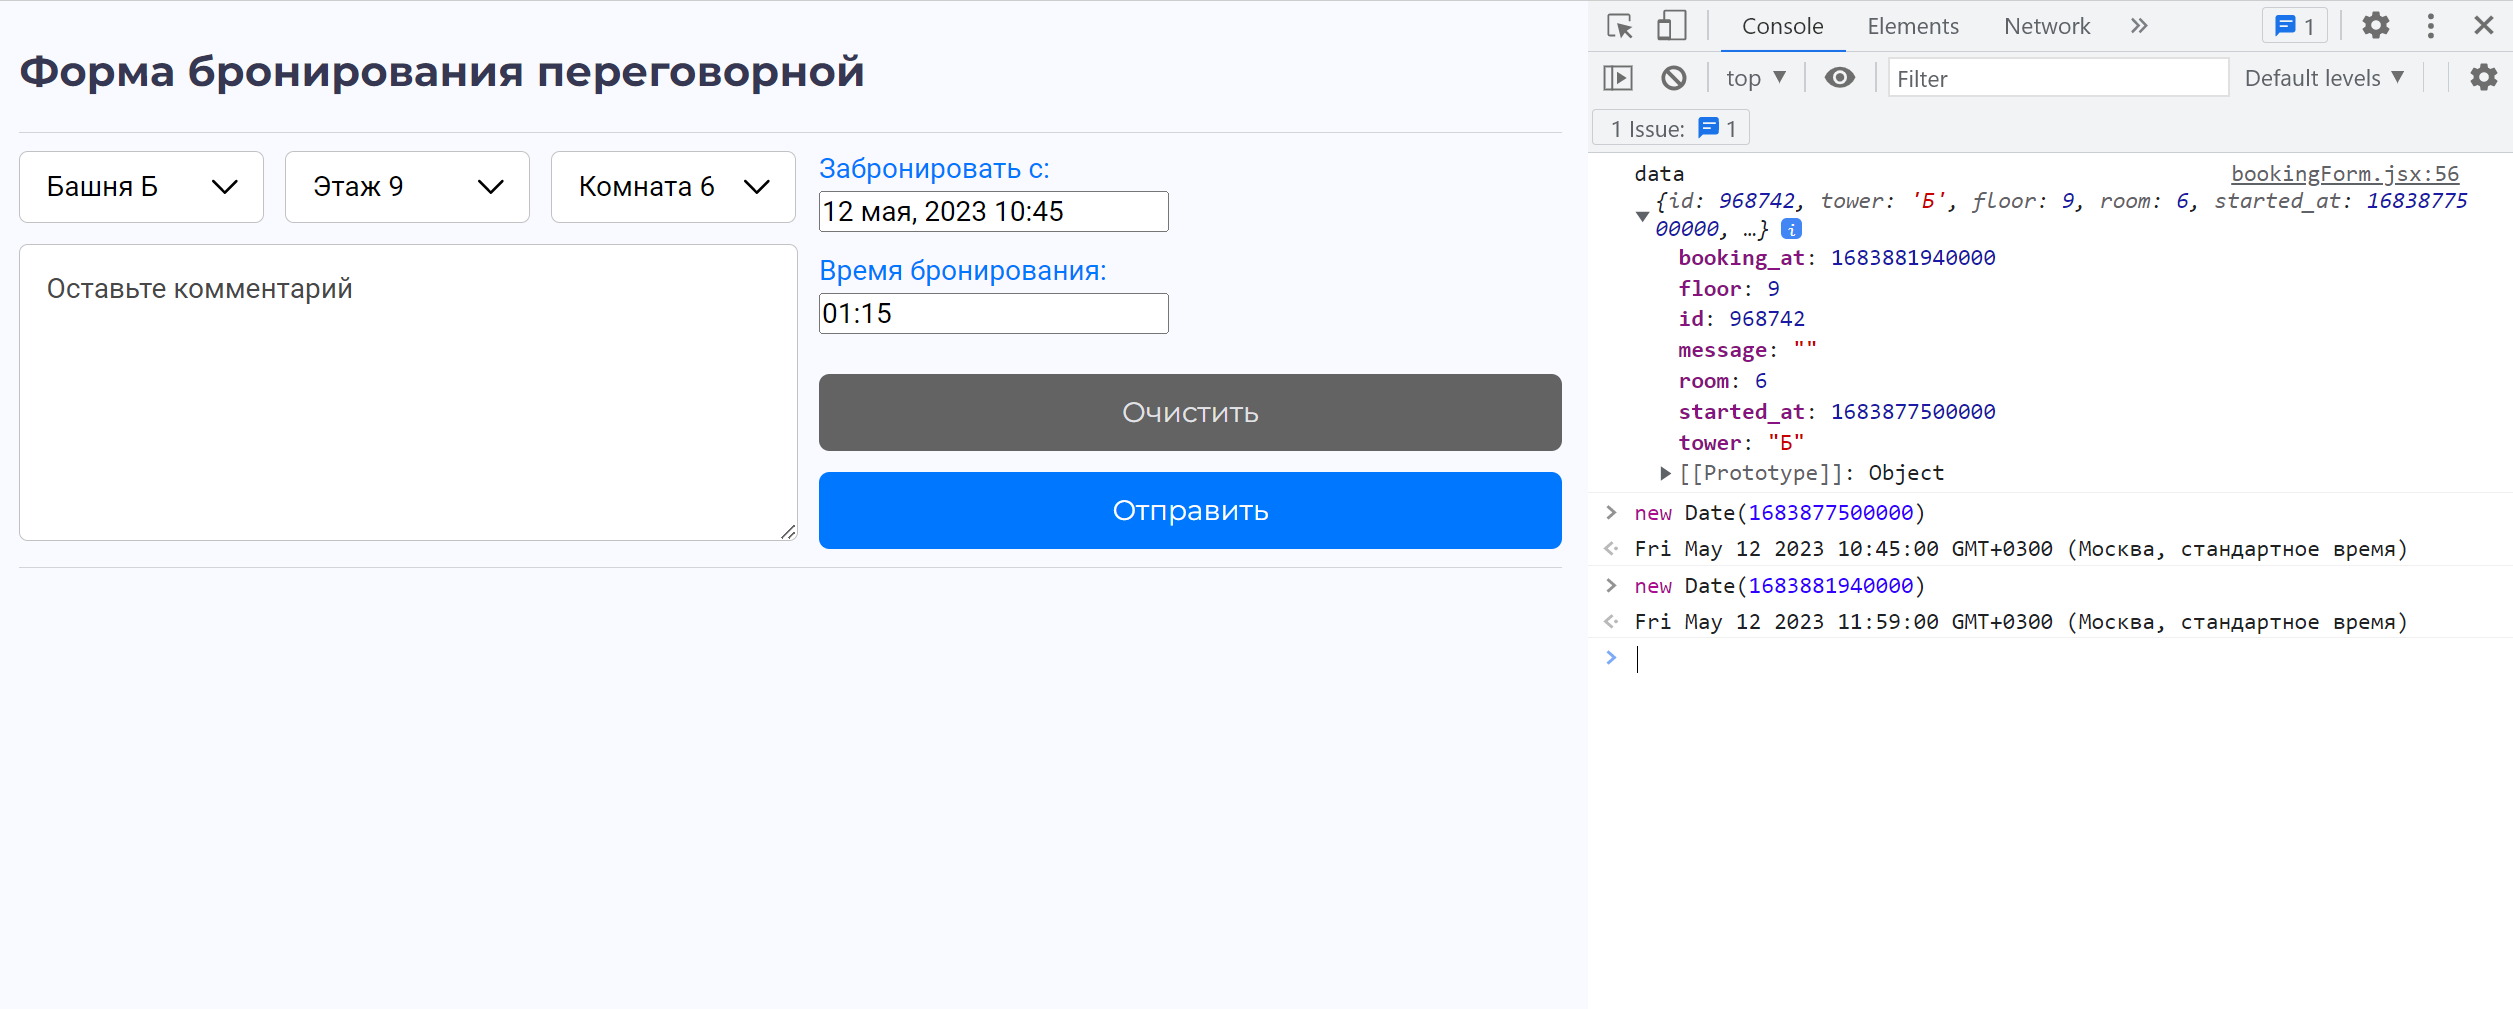 Форма бронирования переговорной
Башня Б
Этаж 9
Комната 6
Оставьте комментарий
Забронировать с:
12 мая, 2023 10:45
Время бронирования:
01:15
Очистить
Отправить
Console Elements Network 1
top Filter Default levels
1 Issue: 1
data bookingForm.jsx:56
{id: 968742, tower: 'Б', floor: 9, room: 6, started_at: 16838775
00000, …} i
booking_at: 1683881940000
floor: 9
id: 968742
message: ""
room: 6
started_at: 1683877500000
tower: "Б"
[[Prototype]]: Object
new Date(1683877500000)
Fri May 12 2023 10:45:00 GMT+0300 (Москва, стандартное время)
new Date(1683881940000)
Fri May 12 2023 11:59:00 GMT+0300 (Москва, стандартное время)